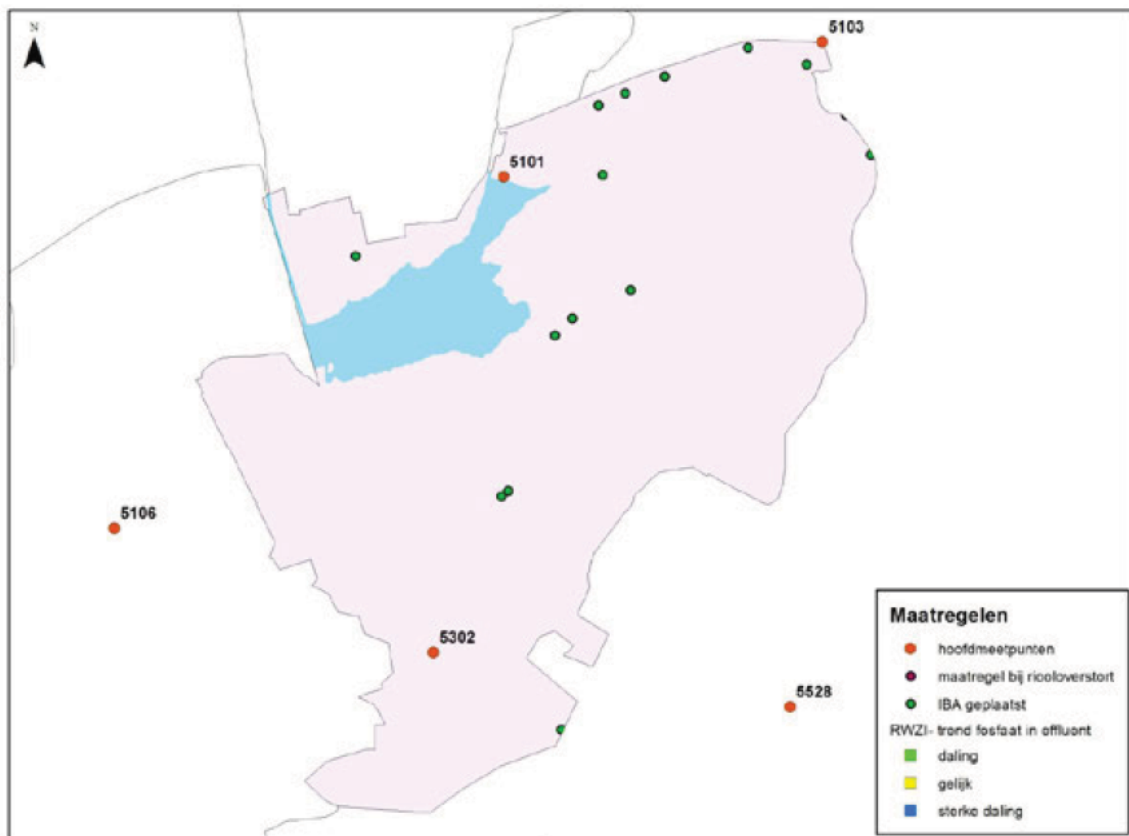 N
5103
5101
5106
5302
5528
Maatregelen
hoofdmeetpunten
maatregel bij riooloverstort
IBA geplaatst
RWZI- trend fosfaat in effluent
daling
gelijk
sterke daling